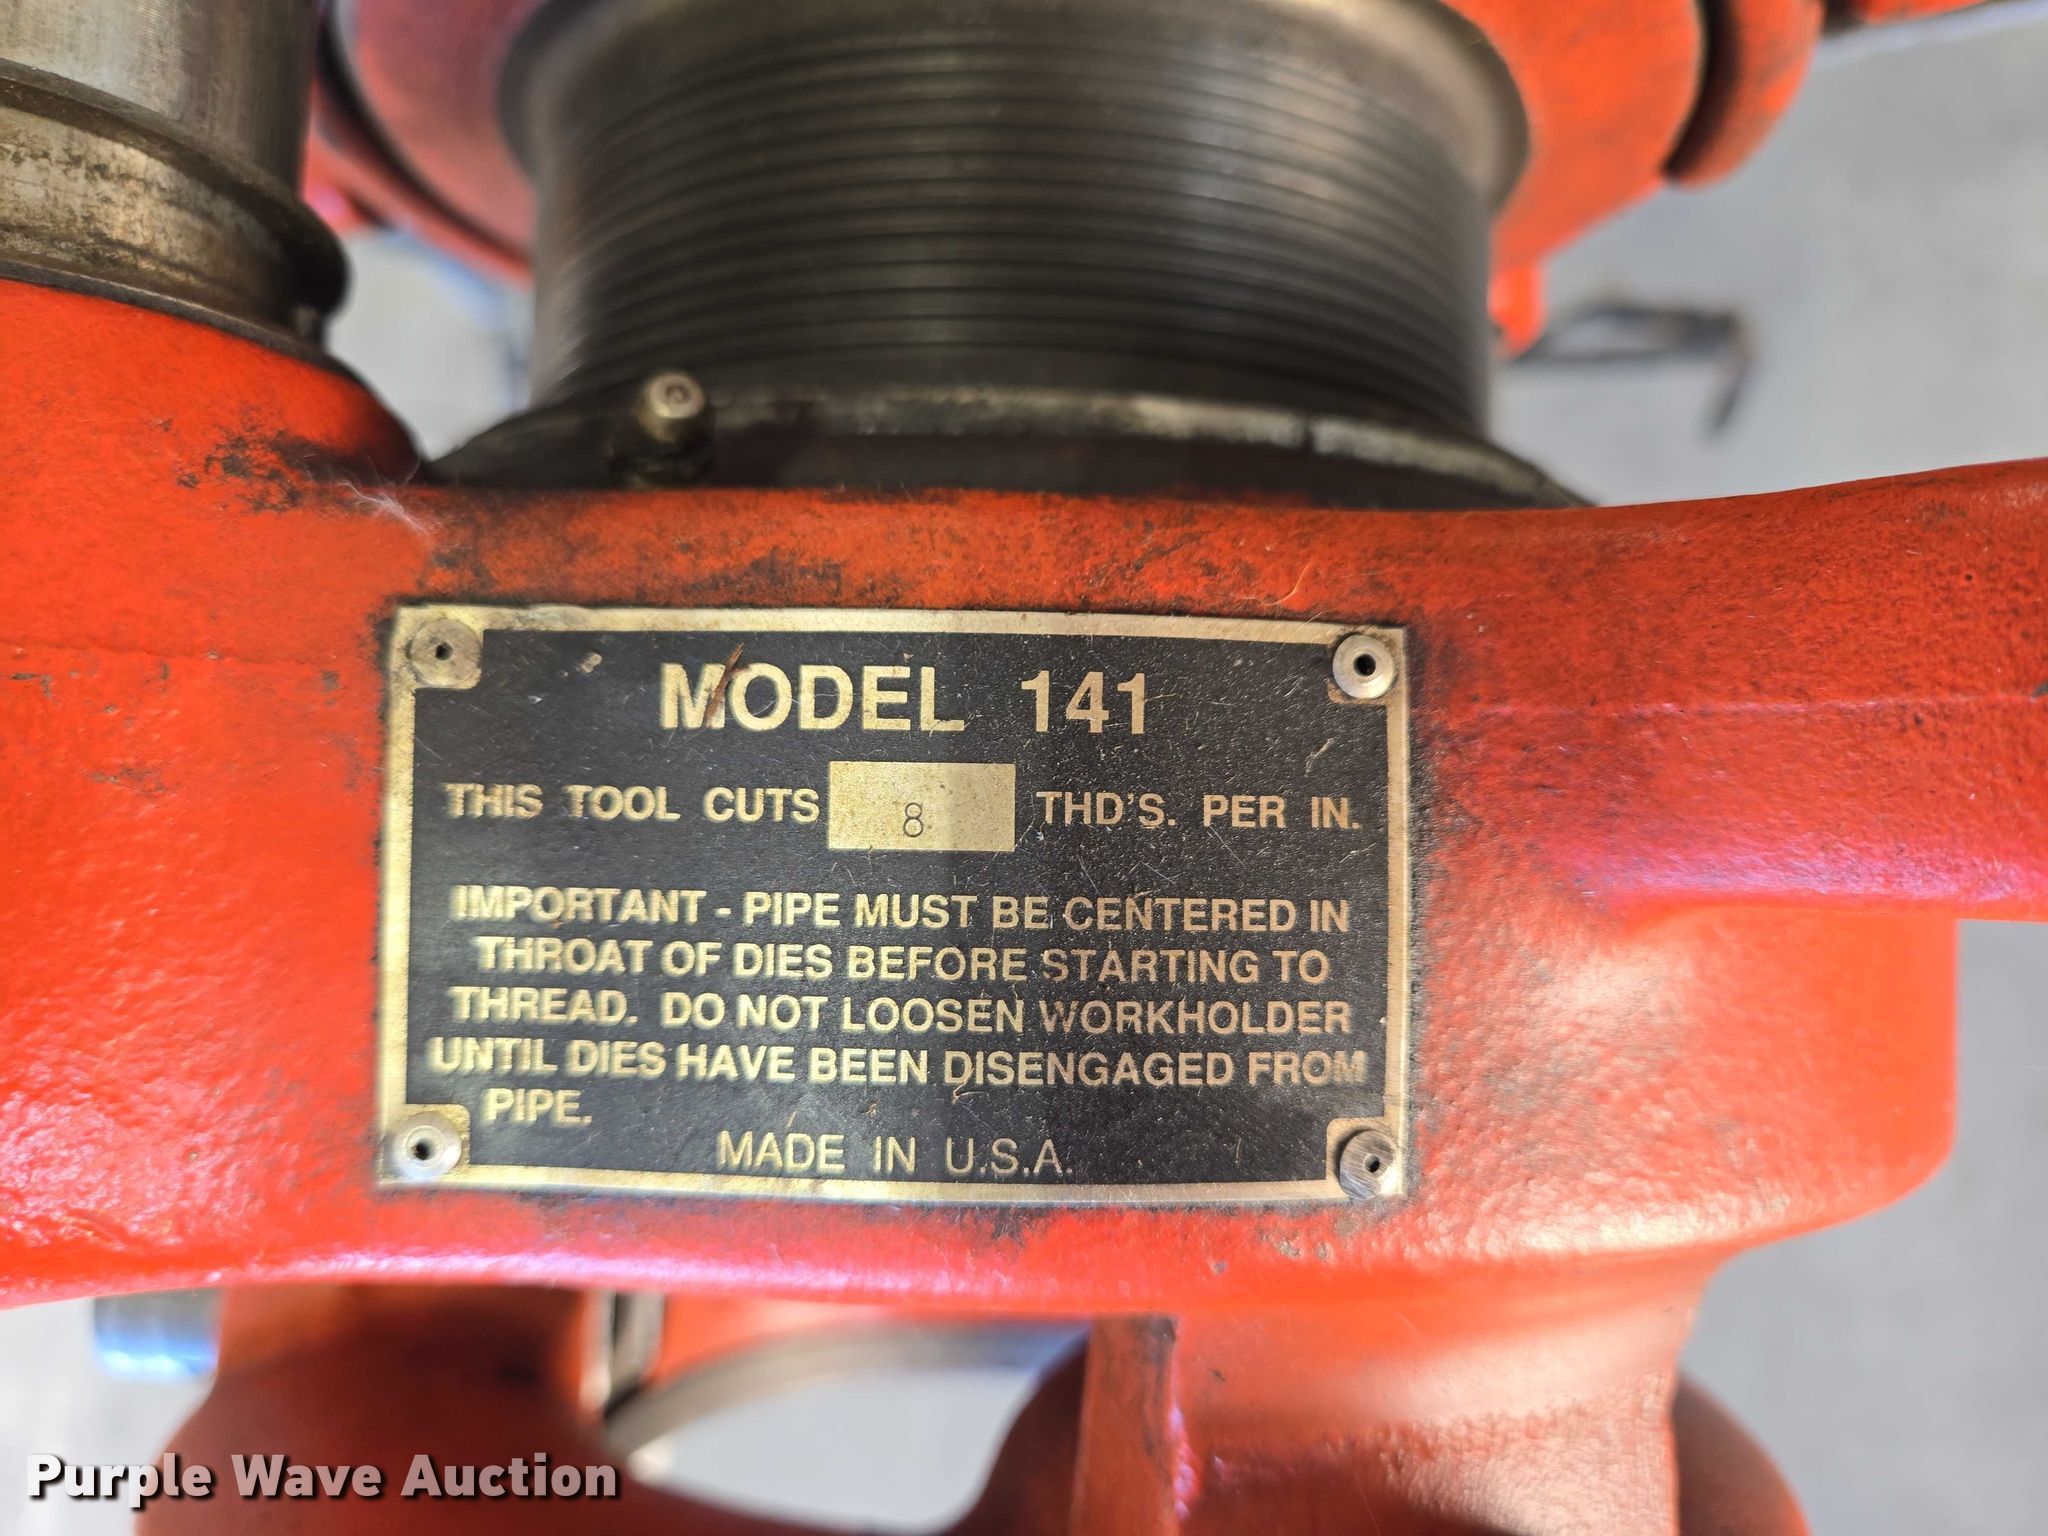 MODEL 141
THIS TOOL CUTS 8 THD'S. PER IN.
IMPORTANT - PIPE MUST BE CENTERED IN
THROAT OF DIES BEFORE STARTING TO
THREAD. DO NOT LOOSEN WORKHOLDER
UNTIL DIES HAVE BEEN DISENGAGED FROM
PIPE.
MADE IN U.S.A.
Purple Wave Auction